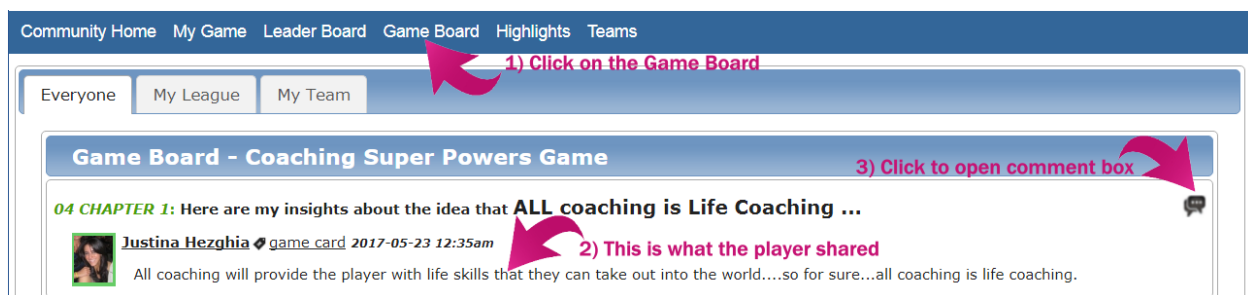 Community Home My Game Leader Board Game Board Highlights Teams
1) Click on the Game Board
Everyone My League My Team
Game Board - Coaching Super Powers Game
3) Click to open comment box
04 CHAPTER 1: Here are my insights about the idea that ALL coaching is Life Coaching ...
Justina Hezghia game card 2017-05-23 12:35am
2) This is what the player shared
All coaching will provide the player with life skills that they can take out into the world....so for sure...all coaching is life coaching.